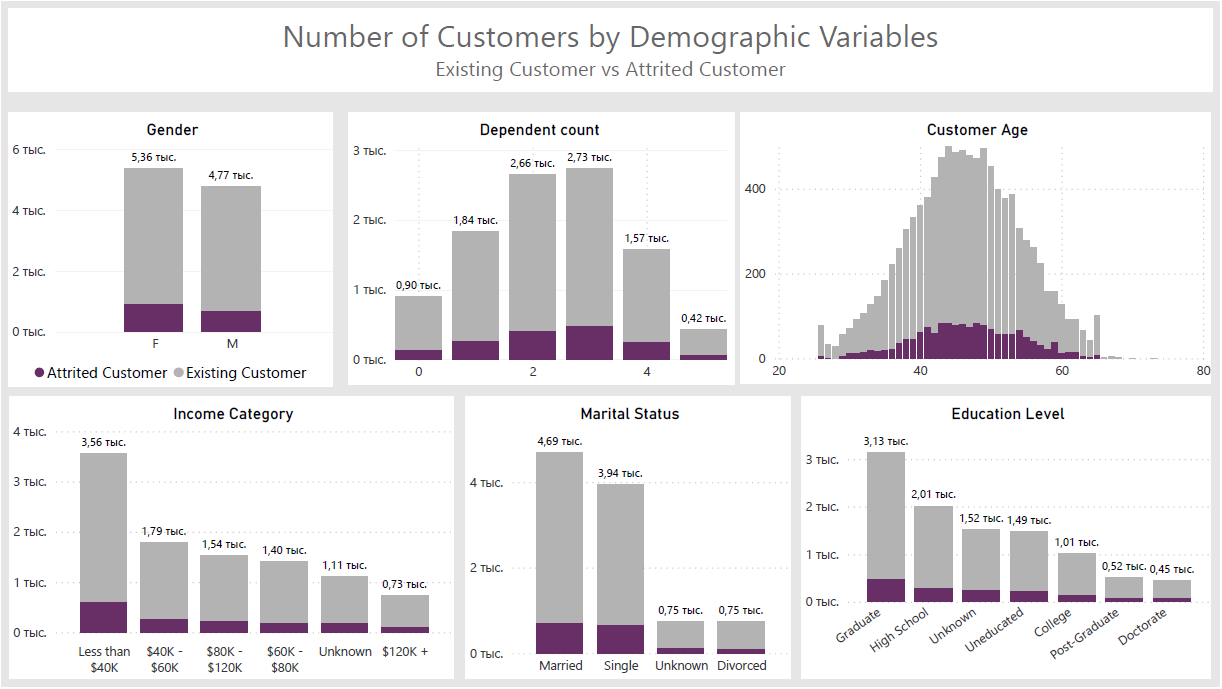 Number of Customers by Demographic Variables
Existing Customer vs Attrited Customer
Gender
6 тыс.
4 тыс.
2 тыс.
0 тыс.
5,36 тыс.
4,77 тыс.
F M
Attrited Customer Existing Customer
Dependent count
3 тыс.
2 тыс.
1 тыс.
0 тыс.
0,90 тыс.
1,84 тыс.
2,66 тыс.
2,73 тыс.
1,57 тыс.
0,42 тыс.
0 2 4
Customer Age
400
200
0
20 40 60 80
Income Category
4 тыс.
3 тыс.
2 тыс.
1 тыс.
0 тыс.
3,56 тыс.
1,79 тыс.
1,54 тыс.
1,40 тыс.
1,11 тыс.
0,73 тыс.
Less than $40K
$40K - $60K
$80K - $120K
$60K - $80K
Unknown
$120K +
Marital Status
4 тыс.
2 тыс.
0 тыс.
4,69 тыс.
3,94 тыс.
0,75 тыс.
0,75 тыс.
Married Single Unknown Divorced
Education Level
3 тыс.
2 тыс.
1 тыс.
0 тыс.
3,13 тыс.
2,01 тыс.
1,52 тыс.
1,49 тыс.
1,01 тыс.
0,52 тыс.
0,45 тыс.
Graduate
High School
Unknown
Uneducated
College
Post-Graduate
Doctorate